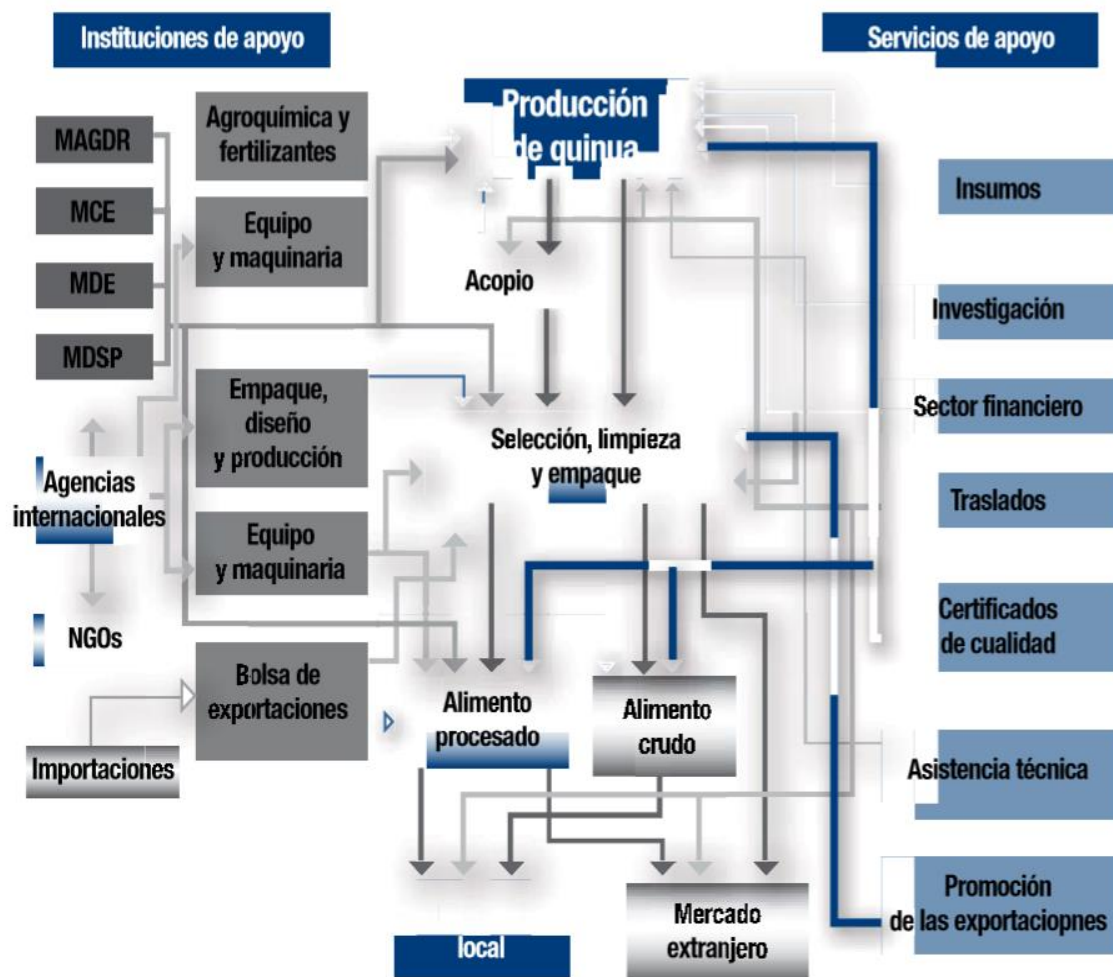 Instituciones de apoyo
Servicios de apoyo
MAGDR
MCE
MDE
MDSP
Agencias
internacionales
NGOs
Importaciones
Agroquímica y
fertilizantes
Equipo
y maquinaria
Empaque,
diseño
y producción
Equipo
y maquinaria
Bolsa de
exportaciones
Producción
de quinua
Acopio
Selección, limpieza
y empaque
Alimento
procesado
Alimento
crudo
local
Mercado
extranjero
Insumos
Investigación
Sector financiero
Traslados
Certificados
de cualidad
Asistencia técnica
Promoción
de las exportaciopnes